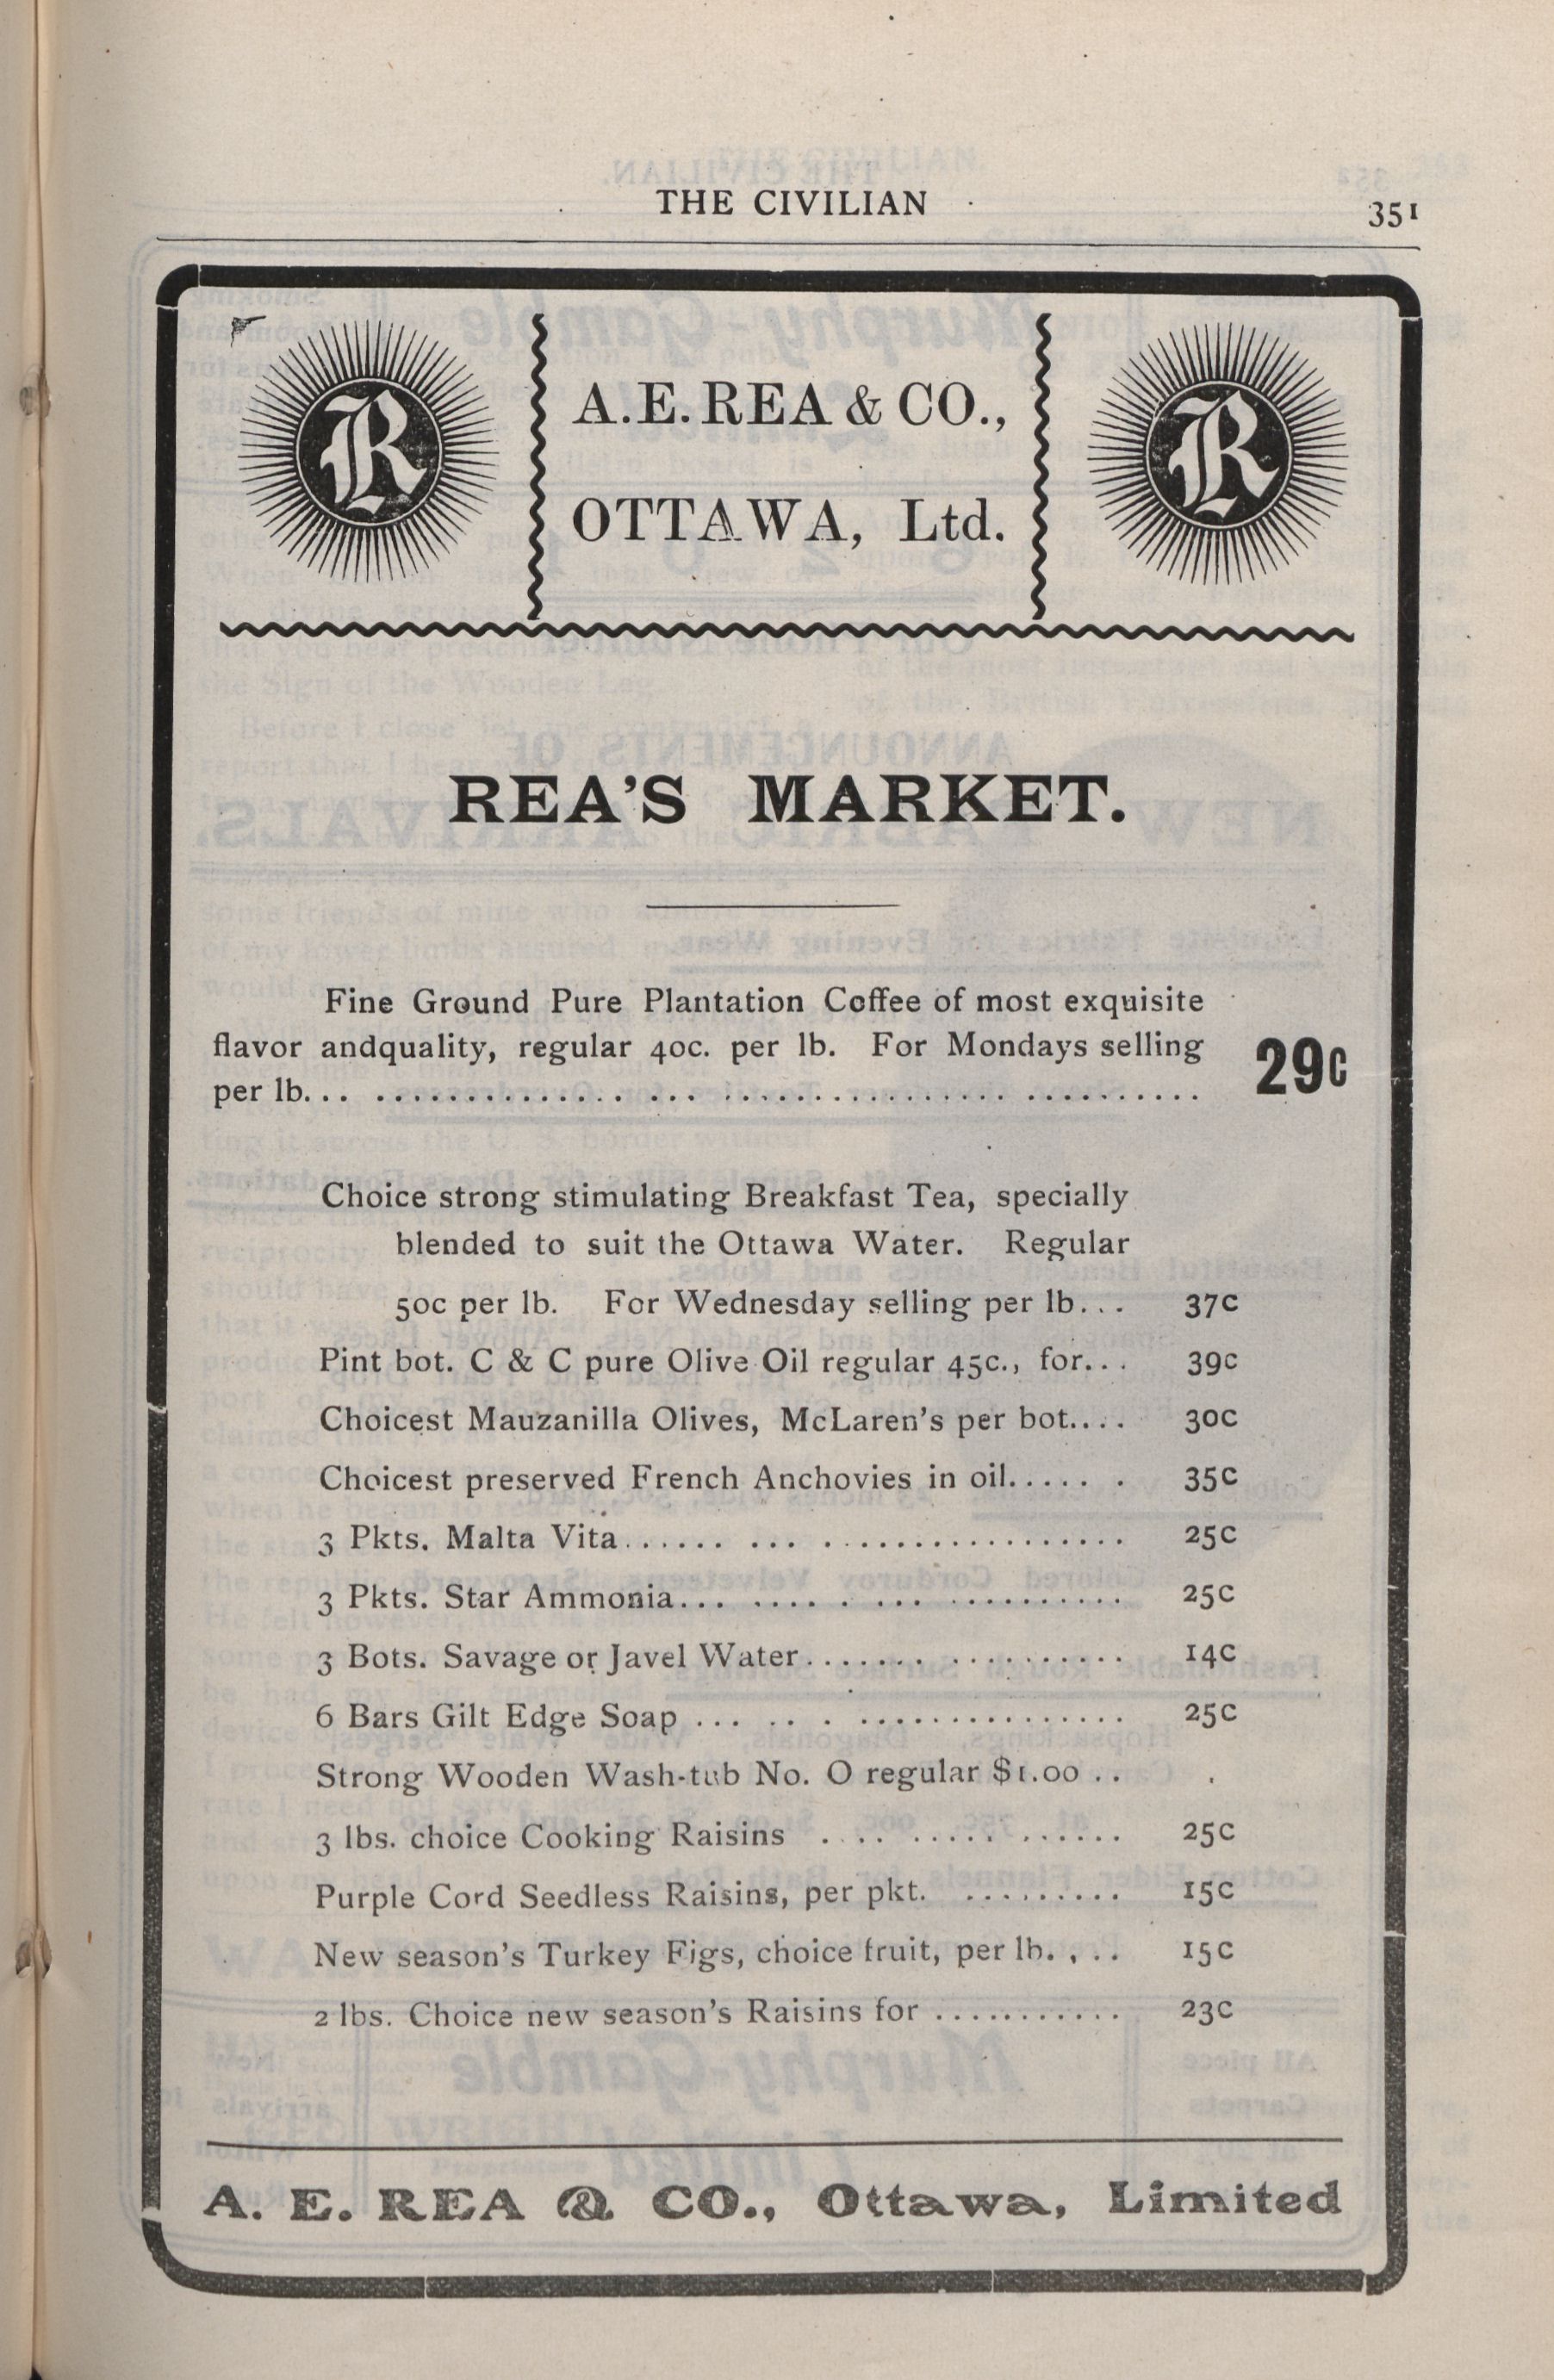 THE CIVILIAN
351
R
A.E. REA & CO.,
OTTAWA, Ltd.
R
REA'S MARKET.
Fine Ground Pure Plantation Coffee of most exquisite
flavor andquality, regular 40c. per lb. For Mondays selling
per lb... .............. ... ................ .......... 29c
Choice strong stimulating Breakfast Tea, specially
blended to suit the Ottawa Water. Regular
50c per lb. For Wednesday selling per lb... 37c
Pint bot. C & C pure Olive Oil regular 45c., for... 39c
Choicest Mauzanilla Olives, McLaren's per bot.... 30c
Choicest preserved French Anchovies in oil...... . 35c
3 Pkts. Malta Vita...... ... ................. 25c
3 Pkts. Star Ammonia... .... . ... .......... 25c
3 Bots. Savage or Javel Water....... .......... 14c
6 Bars Gilt Edge Soap ... .. . ............... 25c
Strong Wooden Wash-tub No. O regular $1.00 .. .
3 lbs. choice Cooking Raisins .... ..... ...... 25c
Purple Cord Seedless Raisins, per pkt. ......... 15c
New season's Turkey Figs, choice fruit, per lb. , .. 15c
2 lbs. Choice new season's Raisins for ........... 23c
A. E. REA & CO., Ottawa, Limited